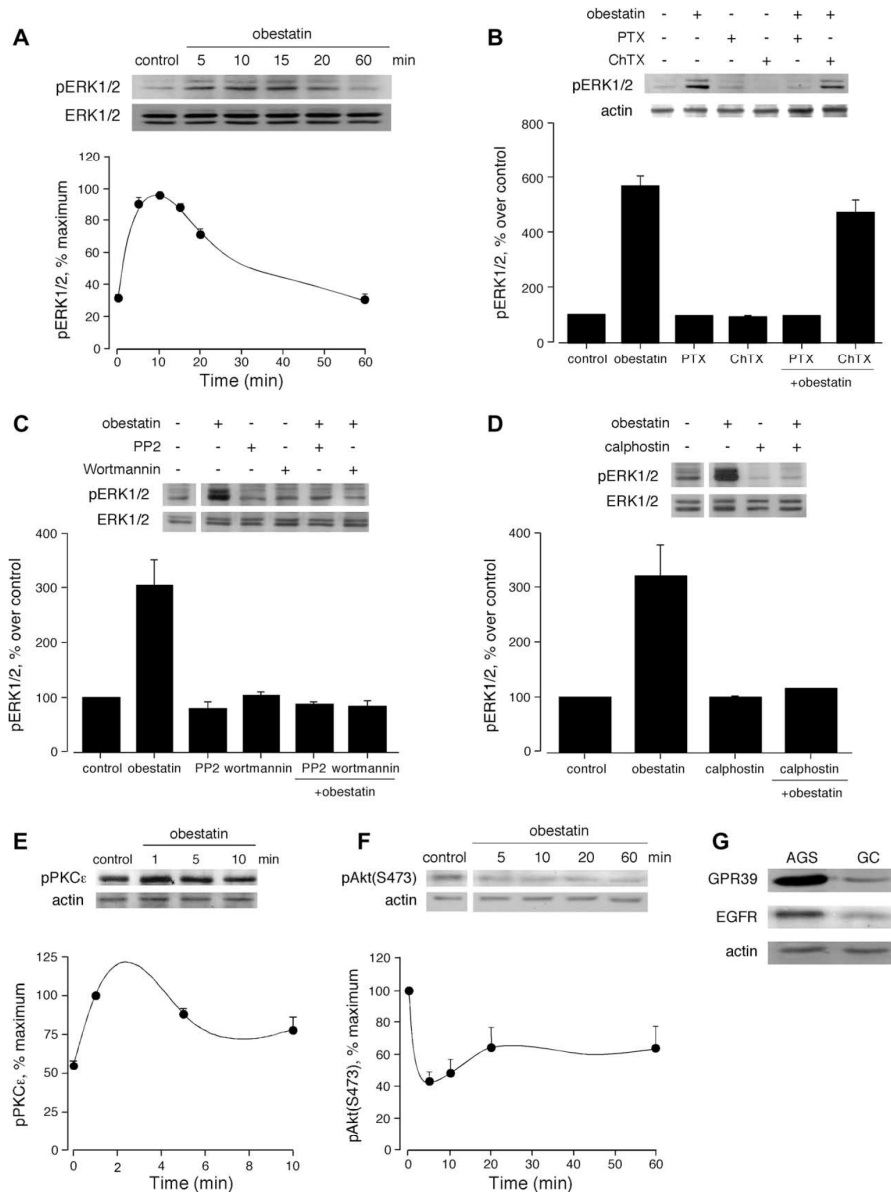 A
obestatin
control 5 10 15 20 60 min
pERK1/2
ERK1/2
120
100
80
60
40
20
0
pERK1/2, % maximum
0 10 20 30 40 50 60
Time (min)
B
obestatin - + - - + +
PTX - - + - + -
ChTX - - - + - +
pERK1/2
actin
800
600
400
200
0
pERK1/2, % over control
control obestatin PTX ChTX PTX ChTX
+obestatin
C
obestatin - + - - + +
PP2 - - + - + -
Wortmannin - - - + - +
pERK1/2
ERK1/2
400
300
200
100
0
pERK1/2, % over control
control obestatin PP2 wortmannin PP2 wortmannin
+obestatin
D
obestatin - + - +
calphostin - - + +
pERK1/2
ERK1/2
400
300
200
100
0
pERK1/2, % over control
control obestatin calphostin calphostin
+obestatin
E
obestatin
control 1 5 10 min
pPKCε
actin
125
100
75
50
25
0
pPKCε, % maximum
0 2 4 6 8 10
Time (min)
F
obestatin
control 5 10 20 60 min
pAkt(S473)
actin
120
100
80
60
40
20
0
pAkt(S473), % maximum
0 10 20 30 40 50 60
Time (min)
G
AGS GC
GPR39
EGFR
actin